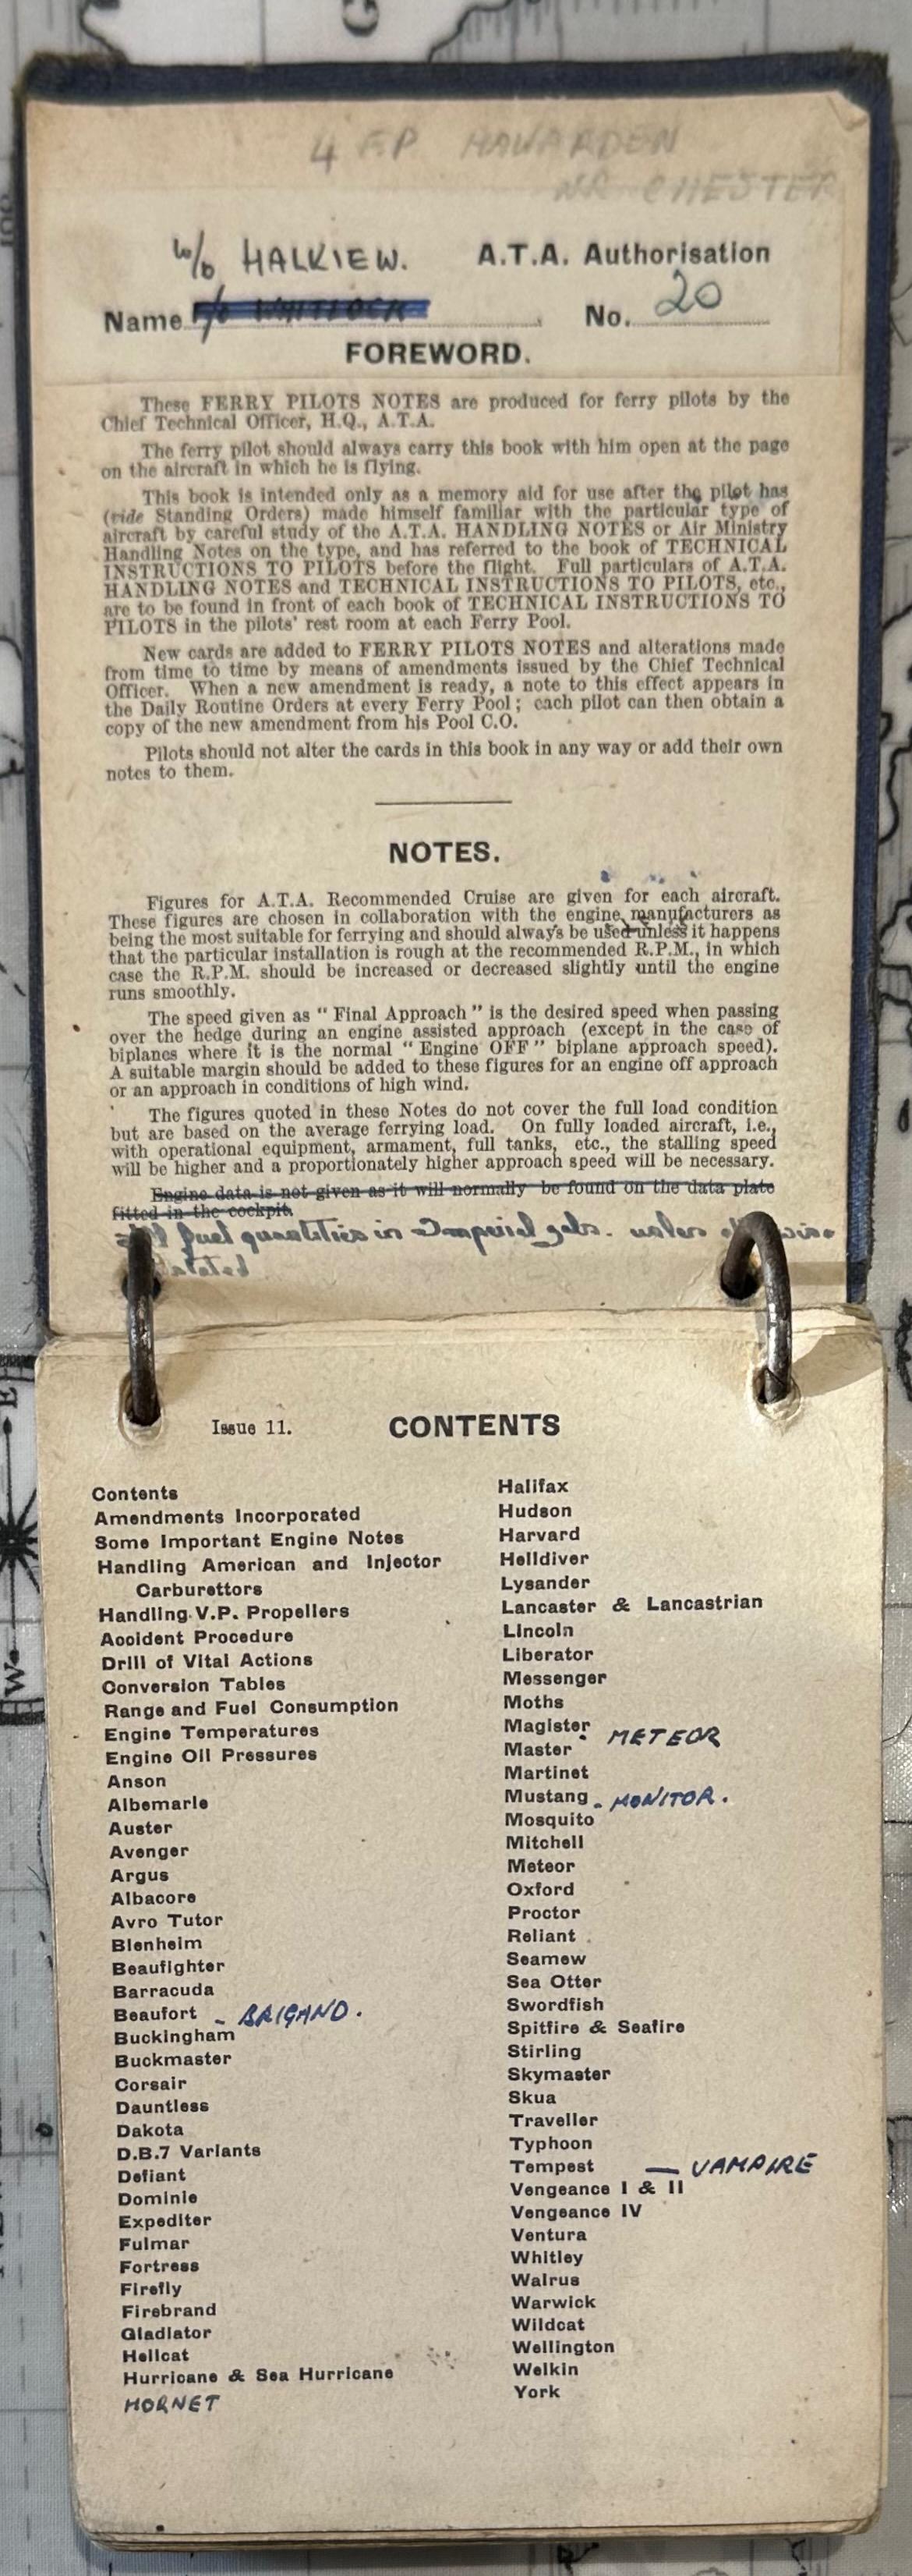 4 F.P. HAWARDEN
NR CHESTER
W/O HALKIEW. A.T.A. Authorisation
Name No. 20
FOREWORD.
These FERRY PILOTS NOTES are produced for ferry pilots by the
Chief Technical Officer, H.Q., A.T.A.
The ferry pilot should always carry this book with him open at the page
on the aircraft in which he is flying.
This book is intended only as a memory aid for use after the pilot has
(vide Standing Orders) made himself familiar with the particular type of
aircraft by careful study of the A.T.A. HANDLING NOTES or Air Ministry
Handling Notes on the type, and has referred to the book of TECHNICAL
INSTRUCTIONS TO PILOTS before the flight. Full particulars of A.T.A.
HANDLING NOTES and TECHNICAL INSTRUCTIONS TO PILOTS, etc.,
are to be found in front of each book of TECHNICAL INSTRUCTIONS TO
PILOTS in the pilots' rest room at each Ferry Pool.
New cards are added to FERRY PILOTS NOTES and alterations made
from time to time by means of amendments issued by the Chief Technical
Officer. When a new amendment is ready, a note to this effect appears in
the Daily Routine Orders at every Ferry Pool; each pilot can then obtain a
copy of the new amendment from his Pool C.O.
Pilots should not alter the cards in this book in any way or add their own
notes to them.
NOTES.
Figures for A.T.A. Recommended Cruise are given for each aircraft.
These figures are chosen in collaboration with the engine manufacturers as
being the most suitable for ferrying and should always be used unless it happens
that the particular installation is rough at the recommended R.P.M., in which
case the R.P.M. should be increased or decreased slightly until the engine
runs smoothly.
The speed given as "Final Approach" is the desired speed when passing
over the hedge during an engine assisted approach (except in the case of
biplanes where it is the normal "Engine OFF" biplane approach speed).
A suitable margin should be added to these figures for an engine off approach
or an approach in conditions of high wind.
The figures quoted in these Notes do not cover the full load condition
but are based on the average ferrying load. On fully loaded aircraft, i.e.,
with operational equipment, armament, full tanks, etc., the stalling speed
will be higher and a proportionately higher approach speed will be necessary.
Engine data is not given as it will normally be found on the data plate
fitted in the cockpit.
All fuel quantities in Imperial gals. unless otherwise
stated
Issue 11. CONTENTS
Contents
Amendments Incorporated
Some Important Engine Notes
Handling American and Injector
Carburettors
Handling V.P. Propellers
Accident Procedure
Drill of Vital Actions
Conversion Tables
Range and Fuel Consumption
Engine Temperatures
Engine Oil Pressures
Anson
Albemarle
Auster
Avenger
Argus
Albacore
Avro Tutor
Blenheim
Beaufighter
Barracuda
Beaufort
- BRIGAND.
Buckingham
Buckmaster
Corsair
Dauntless
Dakota
D.B.7 Variants
Defiant
Dominie
Expediter
Fulmar
Fortress
Firefly
Firebrand
Gladiator
Hellcat
Hurricane & Sea Hurricane
HORNET
Halifax
Hudson
Harvard
Helldiver
Lysander
Lancaster & Lancastrian
Lincoln
Liberator
Messenger
Moths
Magister
METEOR
Master
Martinet
Mustang
- MONITOR.
Mosquito
Mitchell
Meteor
Oxford
Proctor
Reliant
Seamew
Sea Otter
Swordfish
Spitfire & Seafire
Stirling
Skymaster
Skua
Traveller
Typhoon
Tempest — VAMPIRE
Vengeance I & II
Vengeance IV
Ventura
Whitley
Walrus
Warwick
Wildcat
Wellington
Welkin
York